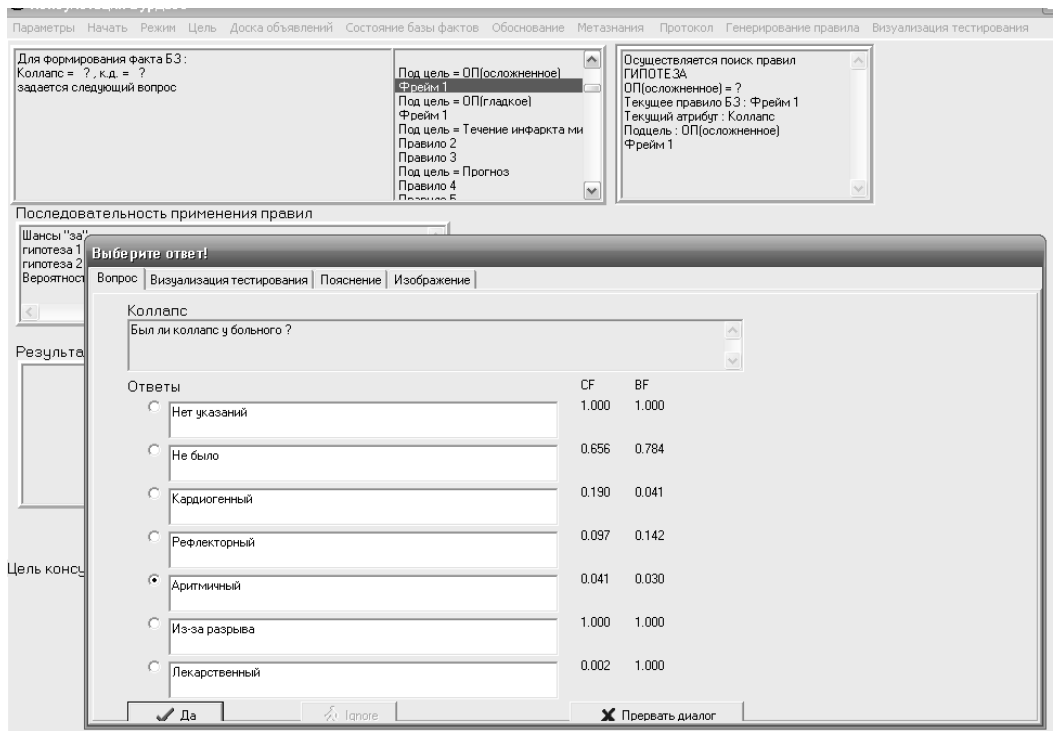 Параметры Начать Режим Цель Доска объявлений Состояние базы фактов Обоснование Метазнания Протокол Генерирование правила Визуализация тестирования
Для формирования факта БЗ :
Коллапс = ? , к.д. = ?
задается следующий вопрос
Под цель = ОП(осложненное)
Фрейм 1
Под цель = ОП(гладкое)
Фрейм 1
Под цель = Течение инфаркта ми
Правило 2
Правило 3
Под цель = Прогноз
Правило 4
Правило 5
Осуществляется поиск правил
ГИПОТЕЗА
ОП(осложненное) = ?
Текущее правило БЗ : Фрейм 1
Текущий атрибут : Коллапс
Подцель : ОП(осложненное)
Фрейм 1
Последовательность применения правил
Шансы "за"
гипотеза 1
гипотеза 2
Вероятност
Результа
Цель консу
Выберите ответ!
Вопрос Визуализация тестирования Пояснение Изображение
Коллапс
Был ли коллапс у больного ?
Ответы CF BF
Нет указаний 1.000 1.000
Не было 0.656 0.784
Кардиогенный 0.190 0.041
Рефлекторный 0.097 0.142
Аритмичный 0.041 0.030
Из-за разрыва 1.000 1.000
Лекарственный 0.002 1.000
Да Ignore Прервать диалог